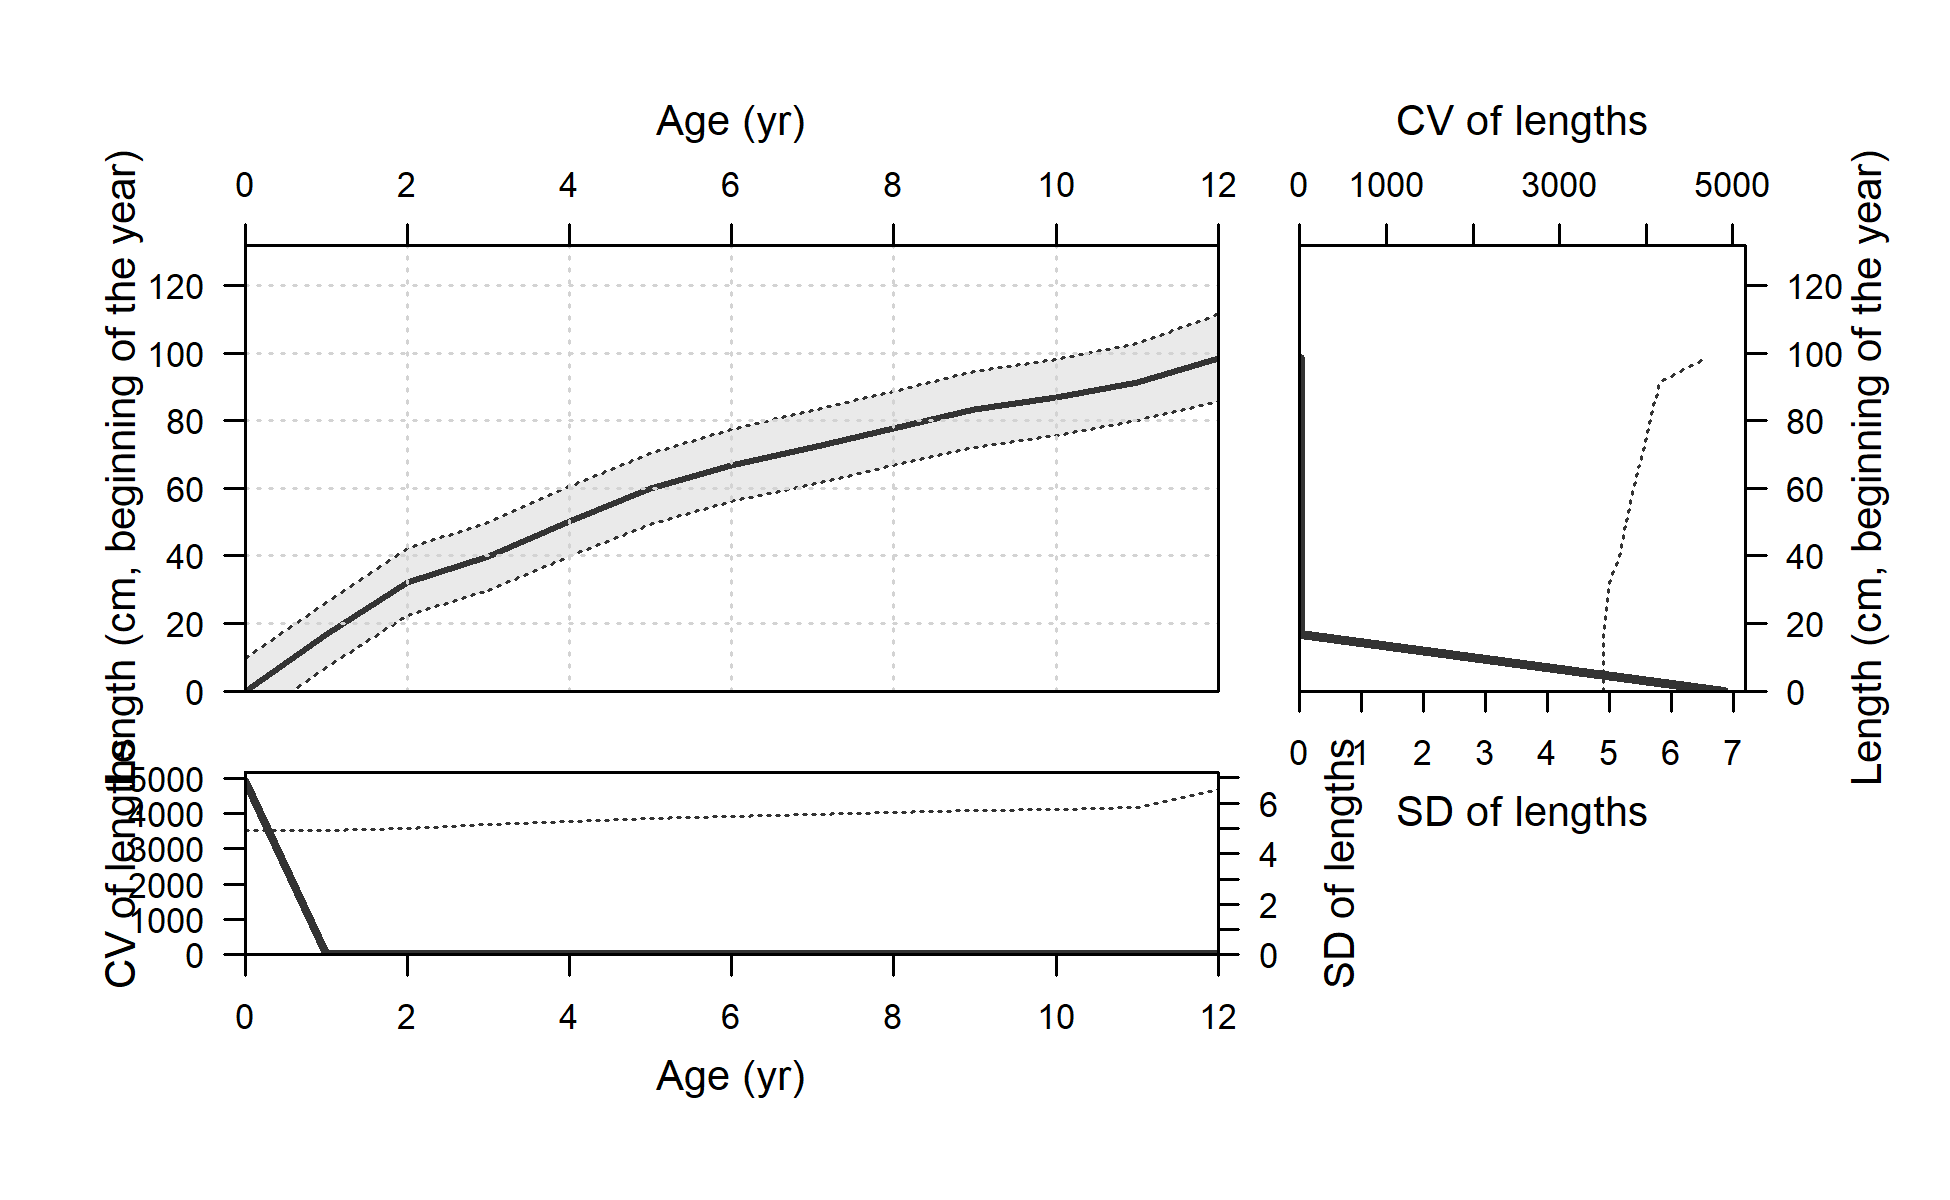 Age (yr)
CV of lengths
0 2 4 6 8 10 12
0 1000 3000 5000
Length (cm, beginning of the year)
120
100
80
60
40
20
0
120
100
80
60
40
20
0
Length (cm, beginning of the year)
0 1 2 3 4 5 6 7
SD of lengths
CV of lengths
5000
4000
3000
2000
1000
0
6
4
2
0
SD of lengths
0 2 4 6 8 10 12
Age (yr)